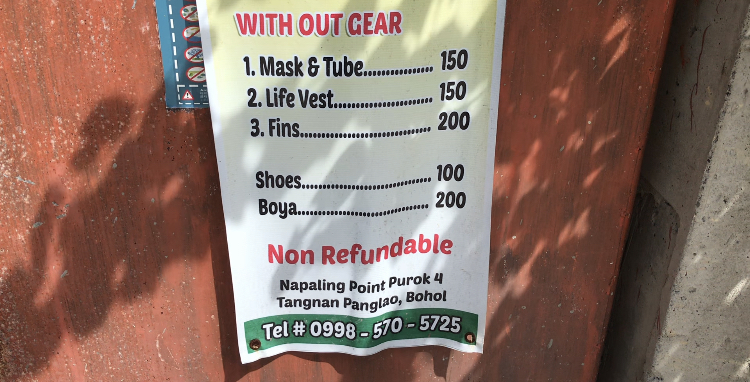 WITH OUT GEAR
1. Mask & Tube.................. 150
2. Life Vest......................... 150
3. Fins.................................. 200
Shoes................................. 100
Boya................................... 200
Non Refundable
Napaling Point Purok 4
Tangnan Panglao, Bohol
Tel # 0998 - 570 - 5725